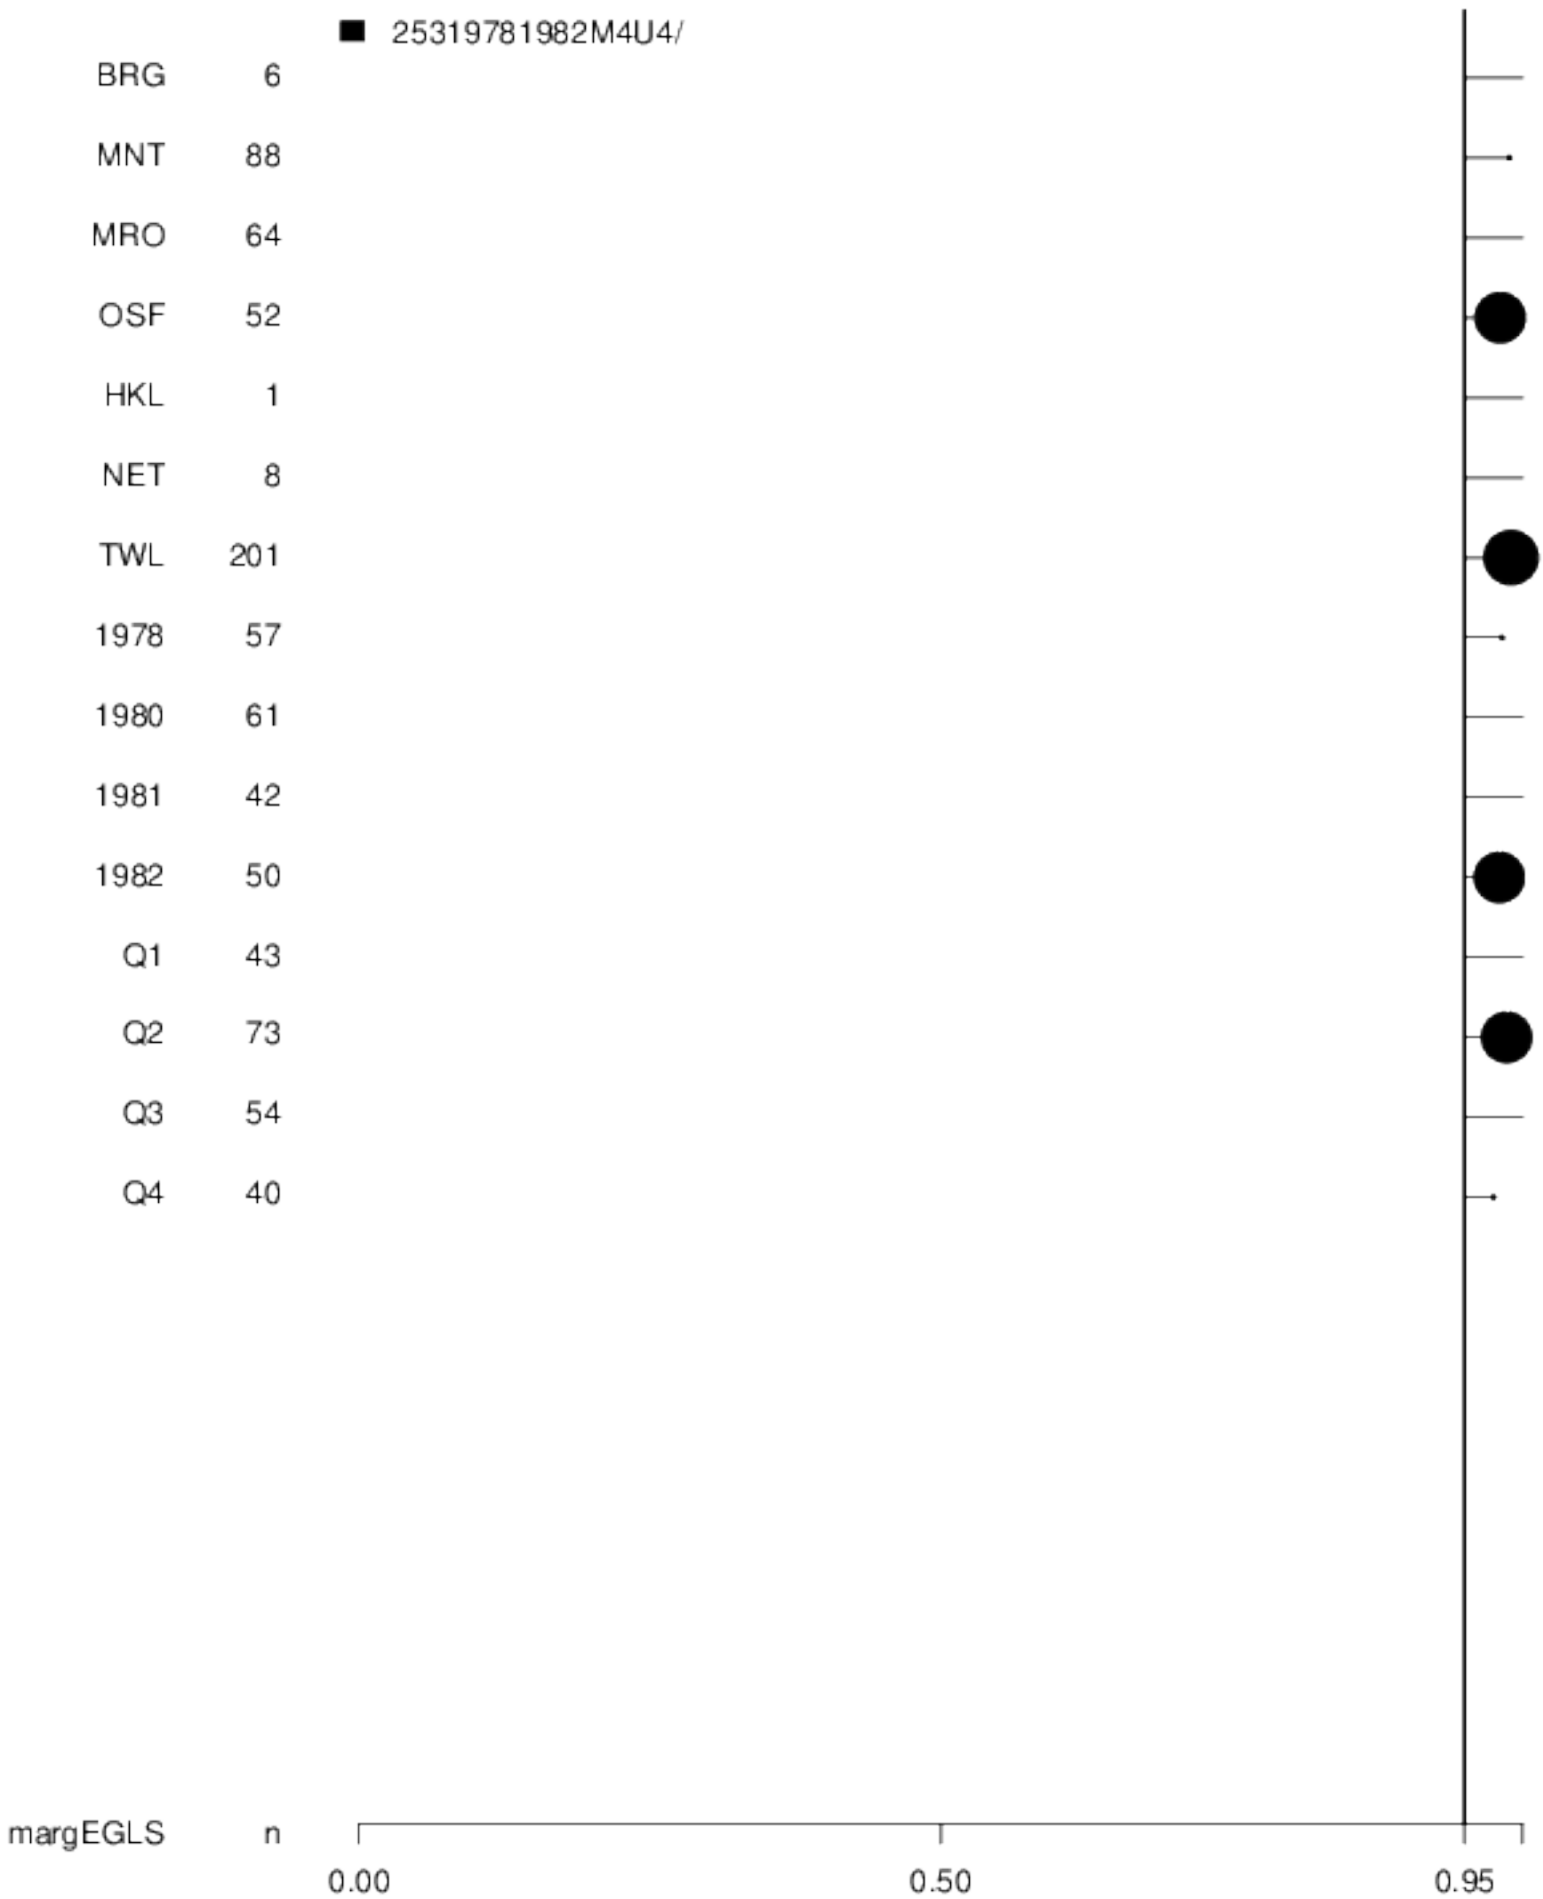 25319781982M4U4/
BRG 6
MNT 88
MRO 64
OSF 52
HKL 1
NET 8
TWL 201
1978 57
1980 61
1981 42
1982 50
Q1 43
Q2 73
Q3 54
Q4 40
margEGLS n
0.00 0.50 0.95